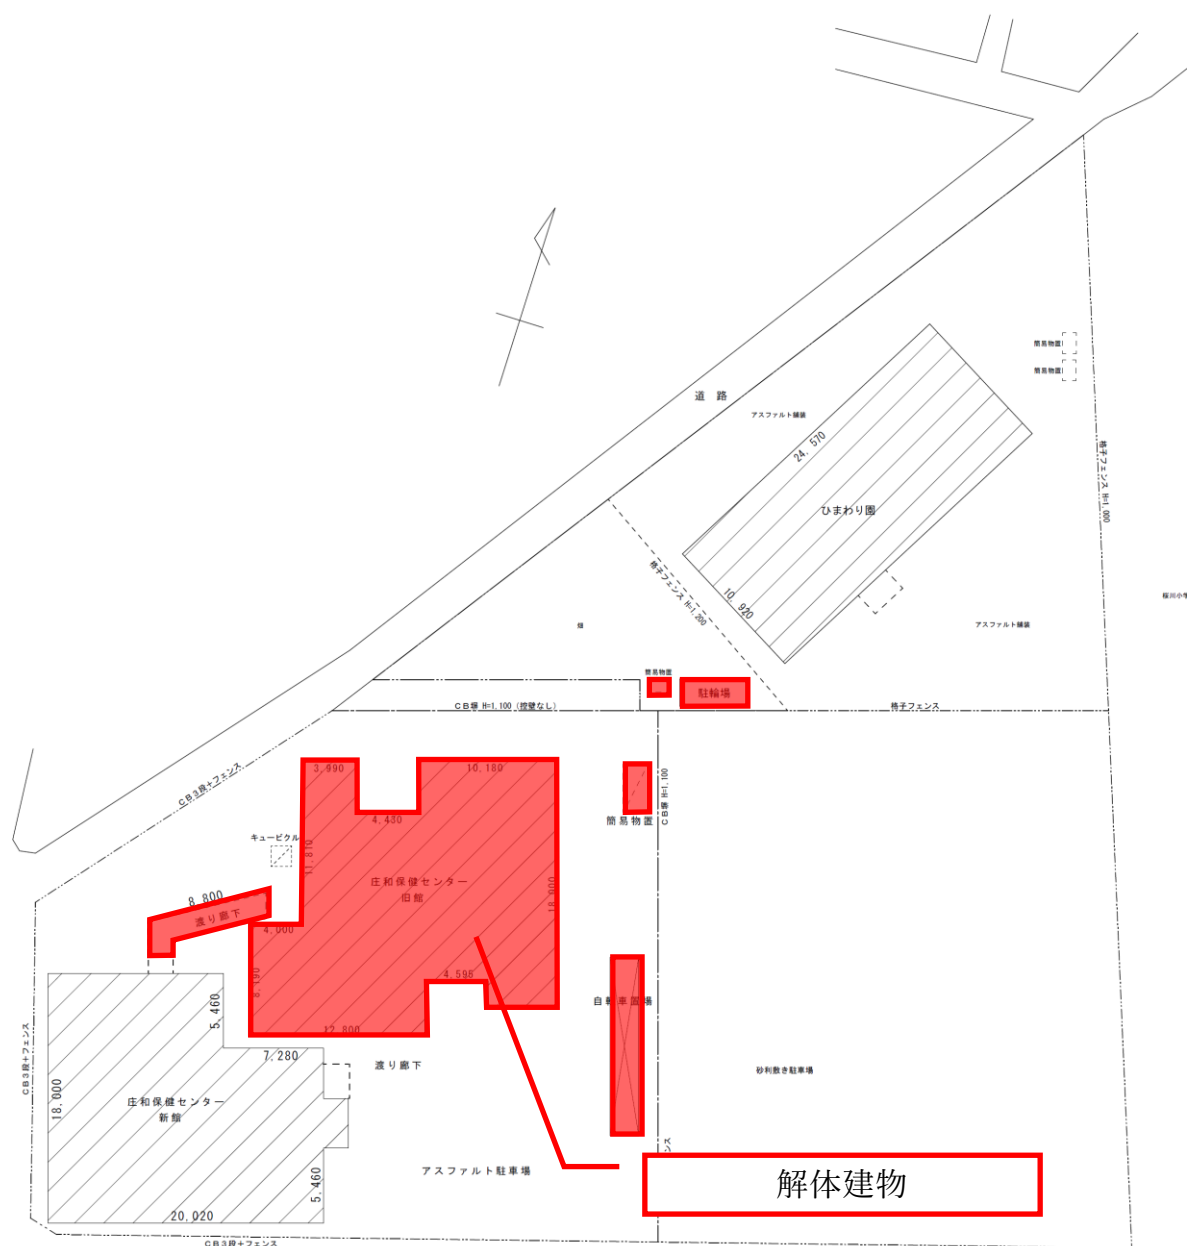 簡易物置
簡易物置
道 路
アスファルト舗装
24,570
格子フェンス H=1,000
ひまわり園
格子フェンス H=1,200
10,920
桜川小学
畑
アスファルト舗装
簡易物置
駐輪場
CB塀 H=1,100 (控壁なし)
格子フェンス
CB3段+フェンス
3,990
10,180
CB塀 H=1,100
4,430
簡易物置
キュービクル
11,810
庄和保健センター
旧館
18,000
8,800
渡り廊下
4,000
8,190
4,595
自転車置場
5,460
12,800
7,280
渡り廊下
砂利敷き駐車場
CB3段+フェンス
18,000
庄和保健センター
新館
ンス
アスファルト駐車場
解体建物
5,460
20,020
CB3段+フェンス